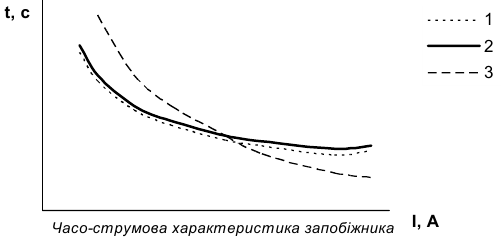 t, с
1
2
3
I, А
Часо-струмова характеристика запобіжника